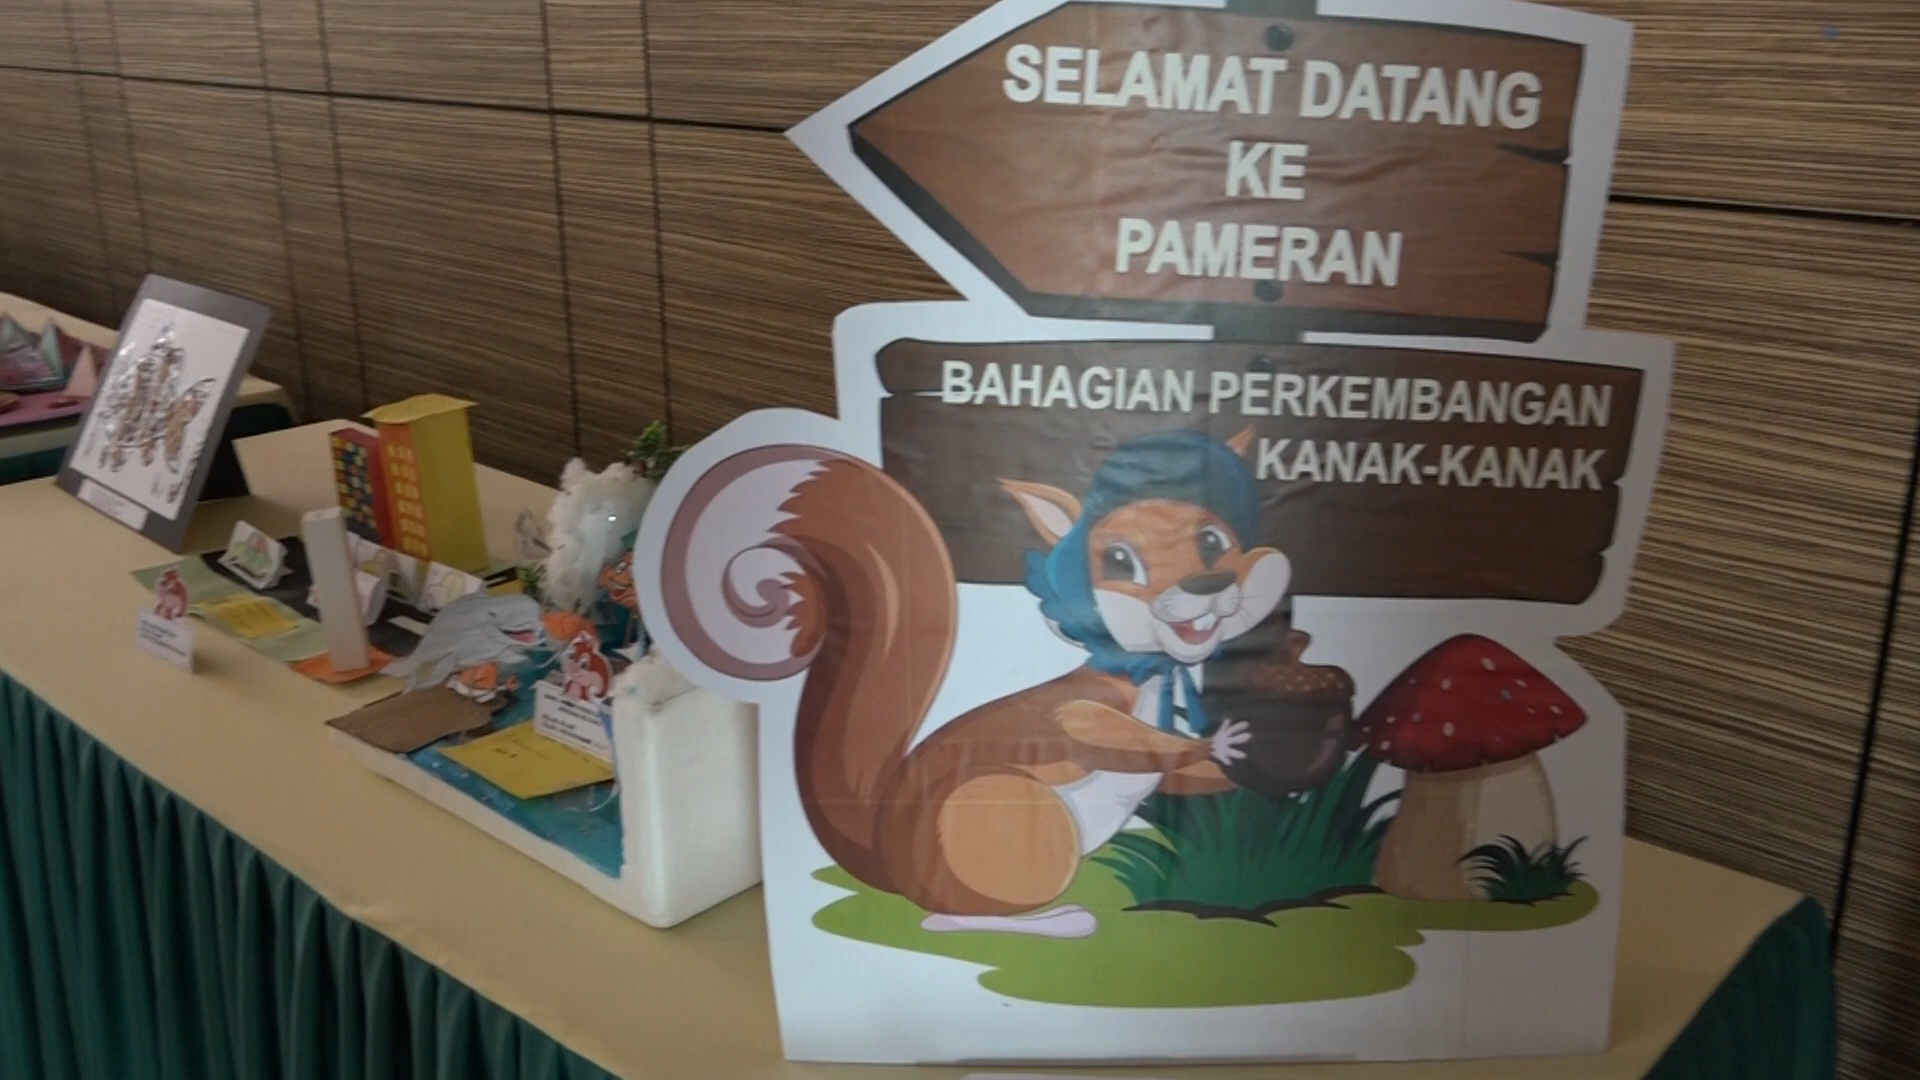 SELAMAT DATANG
KE
PAMERAN
BAHAGIAN PERKEMBANGAN
KANAK-KANAK